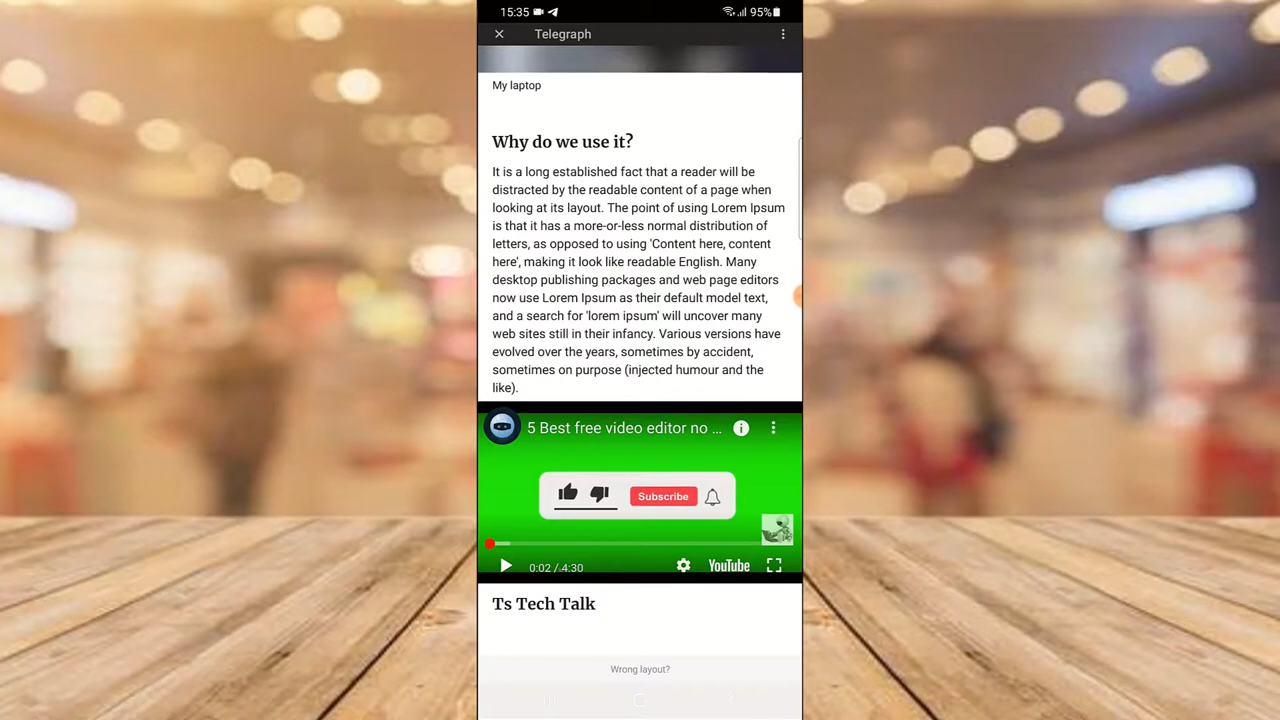 15:35
95%
Telegraph
My laptop
Why do we use it?
It is a long established fact that a reader will be
distracted by the readable content of a page when
looking at its layout. The point of using Lorem Ipsum
is that it has a more-or-less normal distribution of
letters, as opposed to using 'Content here, content
here', making it look like readable English. Many
desktop publishing packages and web page editors
now use Lorem Ipsum as their default model text,
and a search for 'lorem ipsum' will uncover many
web sites still in their infancy. Various versions have
evolved over the years, sometimes by accident,
sometimes on purpose (injected humour and the
like).
5 Best free video editor no ...
Subscribe
0:02 / 4:30
YouTube
Ts Tech Talk
Wrong layout?